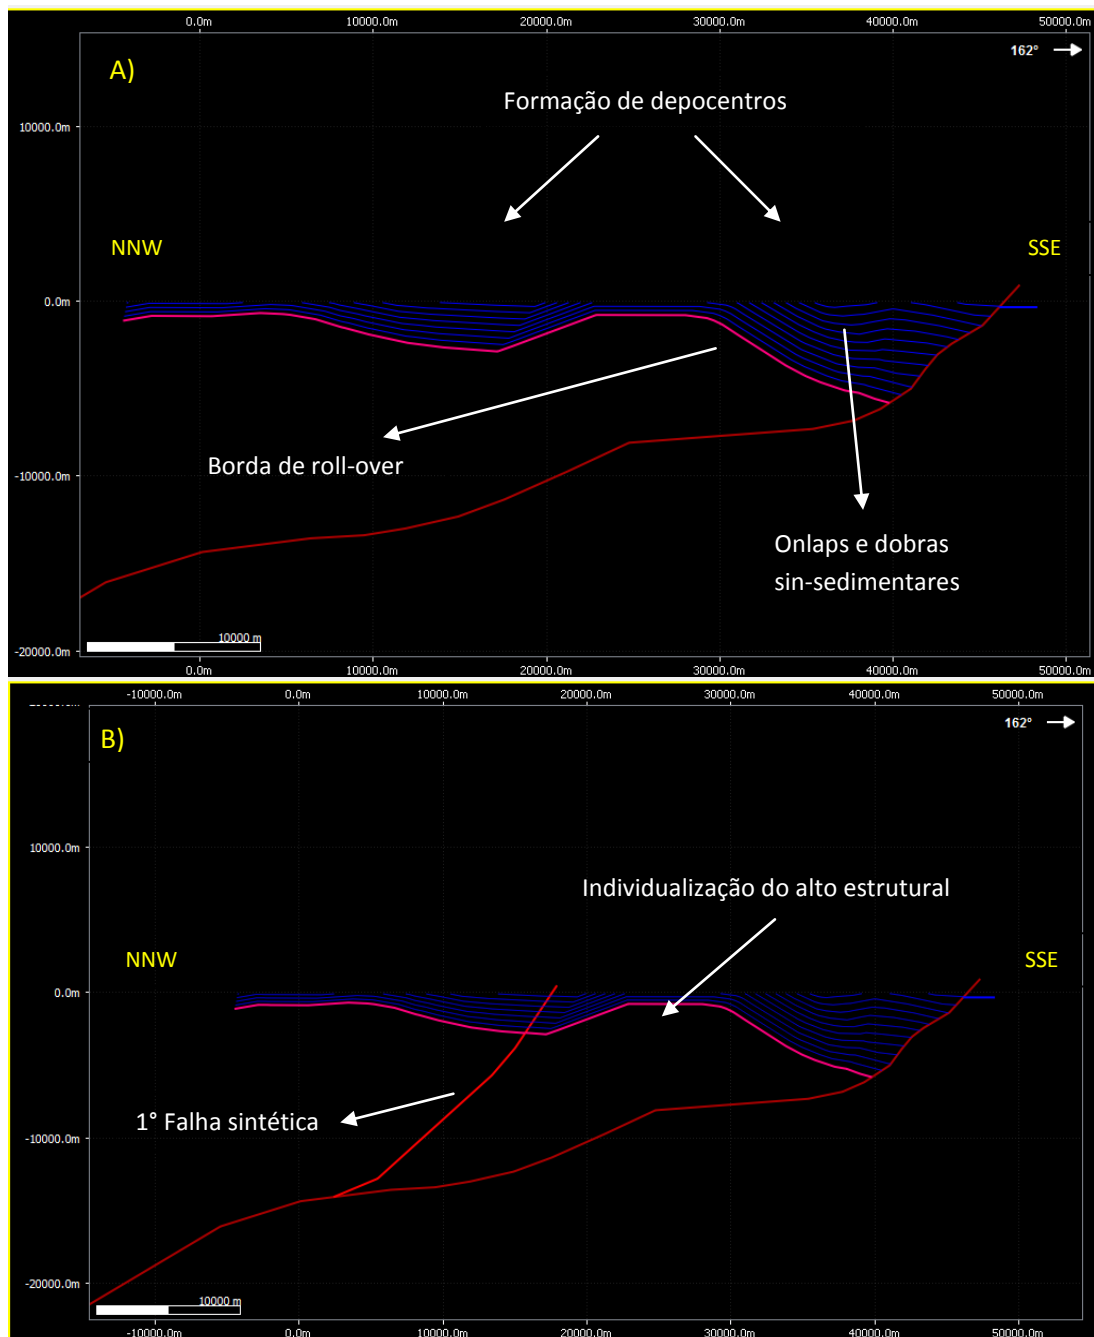 0.0m 10000.0m 20000.0m 30000.0m 40000.0m 50000.0m
162°
A)
Formação de depocentros
10000.0m
NNW
SSE
0.0m
Borda de roll-over
-10000.0m
Onlaps e dobras
sin-sedimentares
10000 m
-20000.0m
0.0m 10000.0m 20000.0m 30000.0m 40000.0m 50000.0m
-10000.0m 0.0m 10000.0m 20000.0m 30000.0m 40000.0m 50000.0m
162°
B)
10000.0m
Individualização do alto estrutural
NNW
SSE
0.0m
1° Falha sintética
-10000.0m
-20000.0m
10000 m
-10000.0m 0.0m 10000.0m 20000.0m 30000.0m 40000.0m 50000.0m